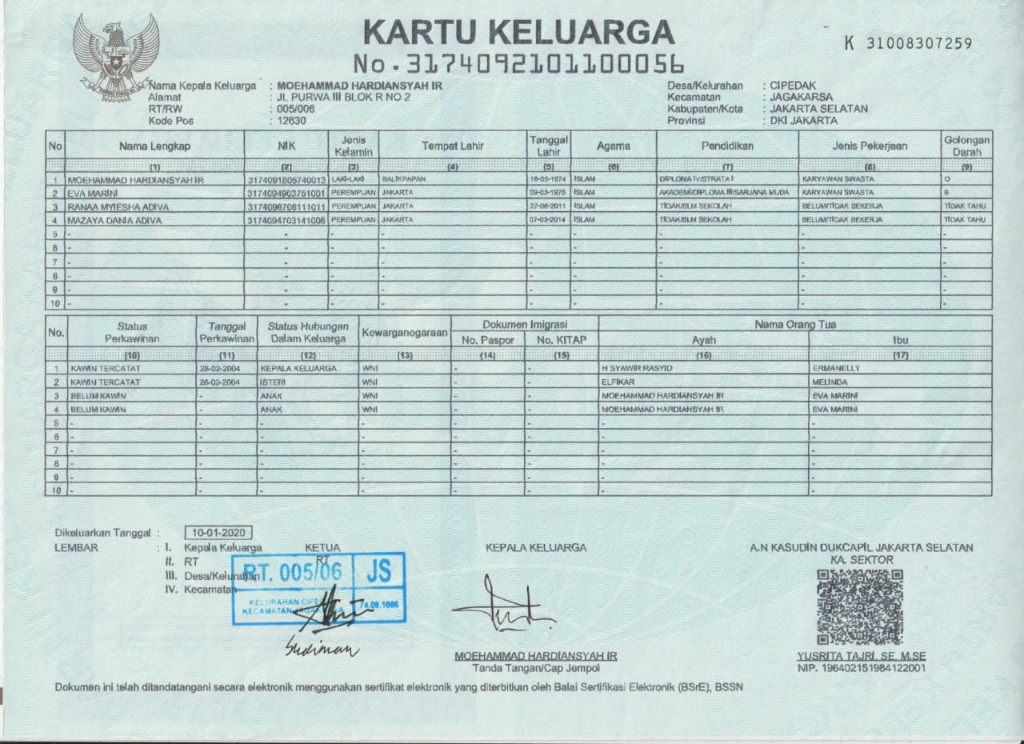 KARTU KELUARGA
No.3174092101100056
K 31008307259
Nama Kepala Keluarga : MOEHAMMAD HARDIANSYAH IR
Alamat : JL PURWA III BLOK R NO 2
RT/RW : 005/006
Kode Pos : 12630
Desa/Kelurahan : CIPEDAK
Kecamatan : JAGAKARSA
Kabupaten/Kota : JAKARTA SELATAN
Provinsi : DKI JAKARTA
No Nama Lengkap NIK Jenis Kelamin Tempat Lahir Tanggal Lahir Agama Pendidikan Jenis Pekerjaan Golongan Darah
(1) (2) (3) (4) (5) (6) (7) (8) (9)
1 MOEHAMMAD HARDIANSYAH IR 3174091805740013 LAKI-LAKI BALIKPAPAN 18-05-1974 ISLAM DIPLOMA IV/STRATA I KARYAWAN SWASTA O
2 EVA MARINI 3174094903751001 PEREMPUAN JAKARTA 09-03-1975 ISLAM AKADEMI/DIPLOMA III/SARJANA MUDA KARYAWAN SWASTA B
3 RANAA MYIESHA ADIVA 3174096706111011 PEREMPUAN JAKARTA 27-06-2011 ISLAM TIDAK/BLM SEKOLAH BELUM/TIDAK BEKERJA TIDAK TAHU
4 MAZAYA DANIA ADIVA 3174094703141006 PEREMPUAN JAKARTA 07-03-2014 ISLAM TIDAK/BLM SEKOLAH BELUM/TIDAK BEKERJA TIDAK TAHU
5 - - - - - - - - -
6 - - - - - - - - -
7 - - - - - - - - -
8 - - - - - - - - -
9 - - - - - - - - -
10 - - - - - - - - -
No. Status Perkawinan Tanggal Perkawinan Status Hubungan Dalam Keluarga Kewarganegaraan Dokumen Imigrasi Nama Orang Tua
No. Paspor No. KITAP Ayah Ibu
(10) (11) (12) (13) (14) (15) (16) (17)
1 KAWIN TERCATAT 28-02-2004 KEPALA KELUARGA WNI - - H SYAWIR RASYID ERMANELLY
2 KAWIN TERCATAT 28-02-2004 ISTERI WNI - - ELFIKAR MELINDA
3 BELUM KAWIN - ANAK WNI - - MOEHAMMAD HARDIANSYAH IR EVA MARINI
4 BELUM KAWIN - ANAK WNI - - MOEHAMMAD HARDIANSYAH IR EVA MARINI
5 - - - - - - - -
6 - - - - - - - -
7 - - - - - - - -
8 - - - - - - - -
9 - - - - - - - -
10 - - - - - - - -
Dikeluarkan Tanggal : 10-01-2020
LEMBAR : I. Kepala Keluarga
II. RT
III. Desa/Kelurahan
IV. Kecamatan
KETUA
RT
RT. 005/06 JS
KELURAHAN
KECAMATAN
Sudiman
KEPALA KELUARGA
MOEHAMMAD HARDIANSYAH IR
Tanda Tangan/Cap Jempol
A.N KASUDIN DUKCAPIL JAKARTA SELATAN
KA. SEKTOR
YUSRITA TAJRI, SE, M.SE
NIP. 196402151984122001
Dokumen ini telah ditandatangani secara elektronik menggunakan sertifikat elektronik yang diterbitkan oleh Balai Sertifikasi Elektronik (BSrE), BSSN